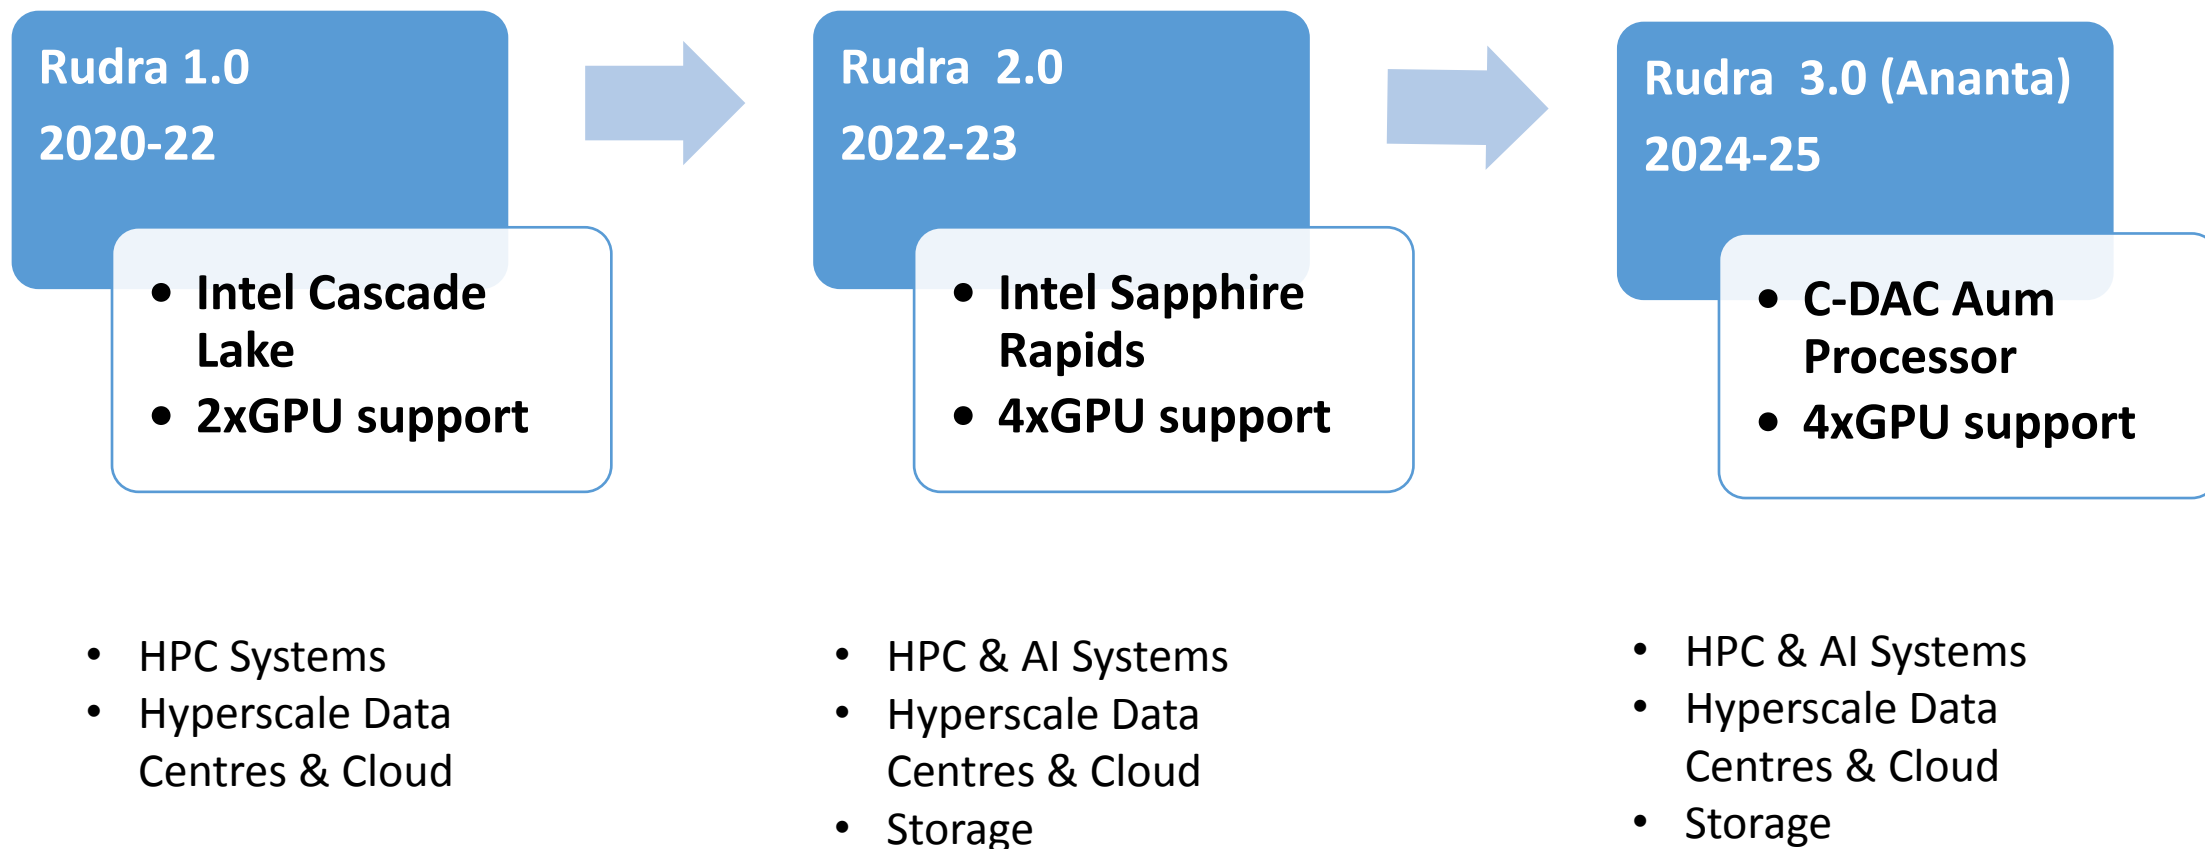 Rudra 1.0
2020-22
• Intel Cascade
Lake
• 2xGPU support
• HPC Systems
• Hyperscale Data
Centres & Cloud
Rudra  2.0
2022-23
• Intel Sapphire
Rapids
• 4xGPU support
• HPC & AI Systems
• Hyperscale Data
Centres & Cloud
• Storage
Rudra  3.0 (Ananta)
2024-25
• C-DAC Aum
Processor
• 4xGPU support
• HPC & AI Systems
• Hyperscale Data
Centres & Cloud
• Storage